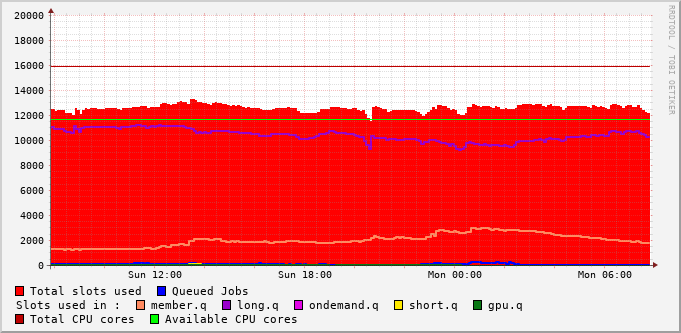 20000
18000
16000
14000
12000
10000
8000
6000
4000
2000
0
Sun 12:00 Sun 18:00 Mon 00:00 Mon 06:00
RRDTOOL / TOBI OETIKER
Total slots used Queued Jobs
Slots used in : member.q long.q ondemand.q short.q gpu.q
Total CPU cores Available CPU cores